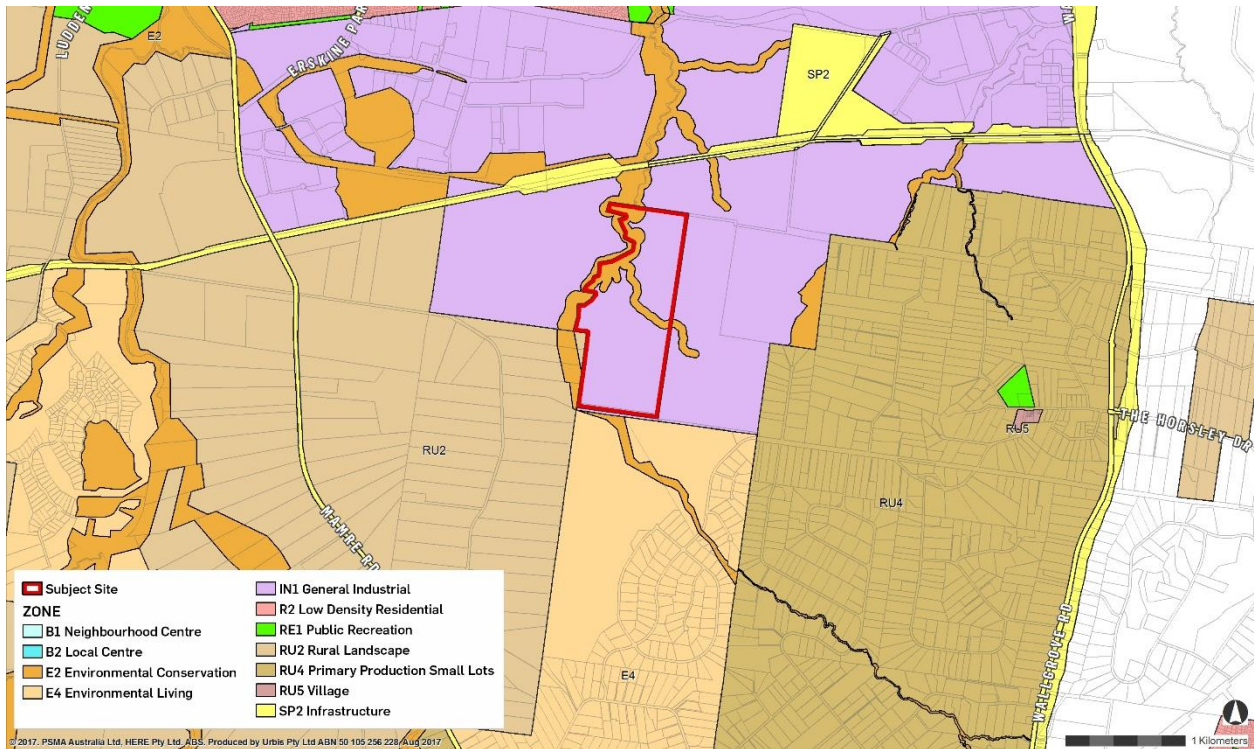 LUDDEN
E2
ERSKINE PAR
SP2
RU5
THE HORSLEY DR
RU2
RU4
MAMRE RD
WALLGROVE RD
E4
Subject Site
ZONE
B1 Neighbourhood Centre
B2 Local Centre
E2 Environmental Conservation
E4 Environmental Living
IN1 General Industrial
R2 Low Density Residential
RE1 Public Recreation
RU2 Rural Landscape
RU4 Primary Production Small Lots
RU5 Village
SP2 Infrastructure
© 2017. PSMA Australia Ltd, HERE Pty Ltd. ABS. Produced by Urbis Pty Ltd ABN 50 105 256 228, Aug 2017
1 Kilometers